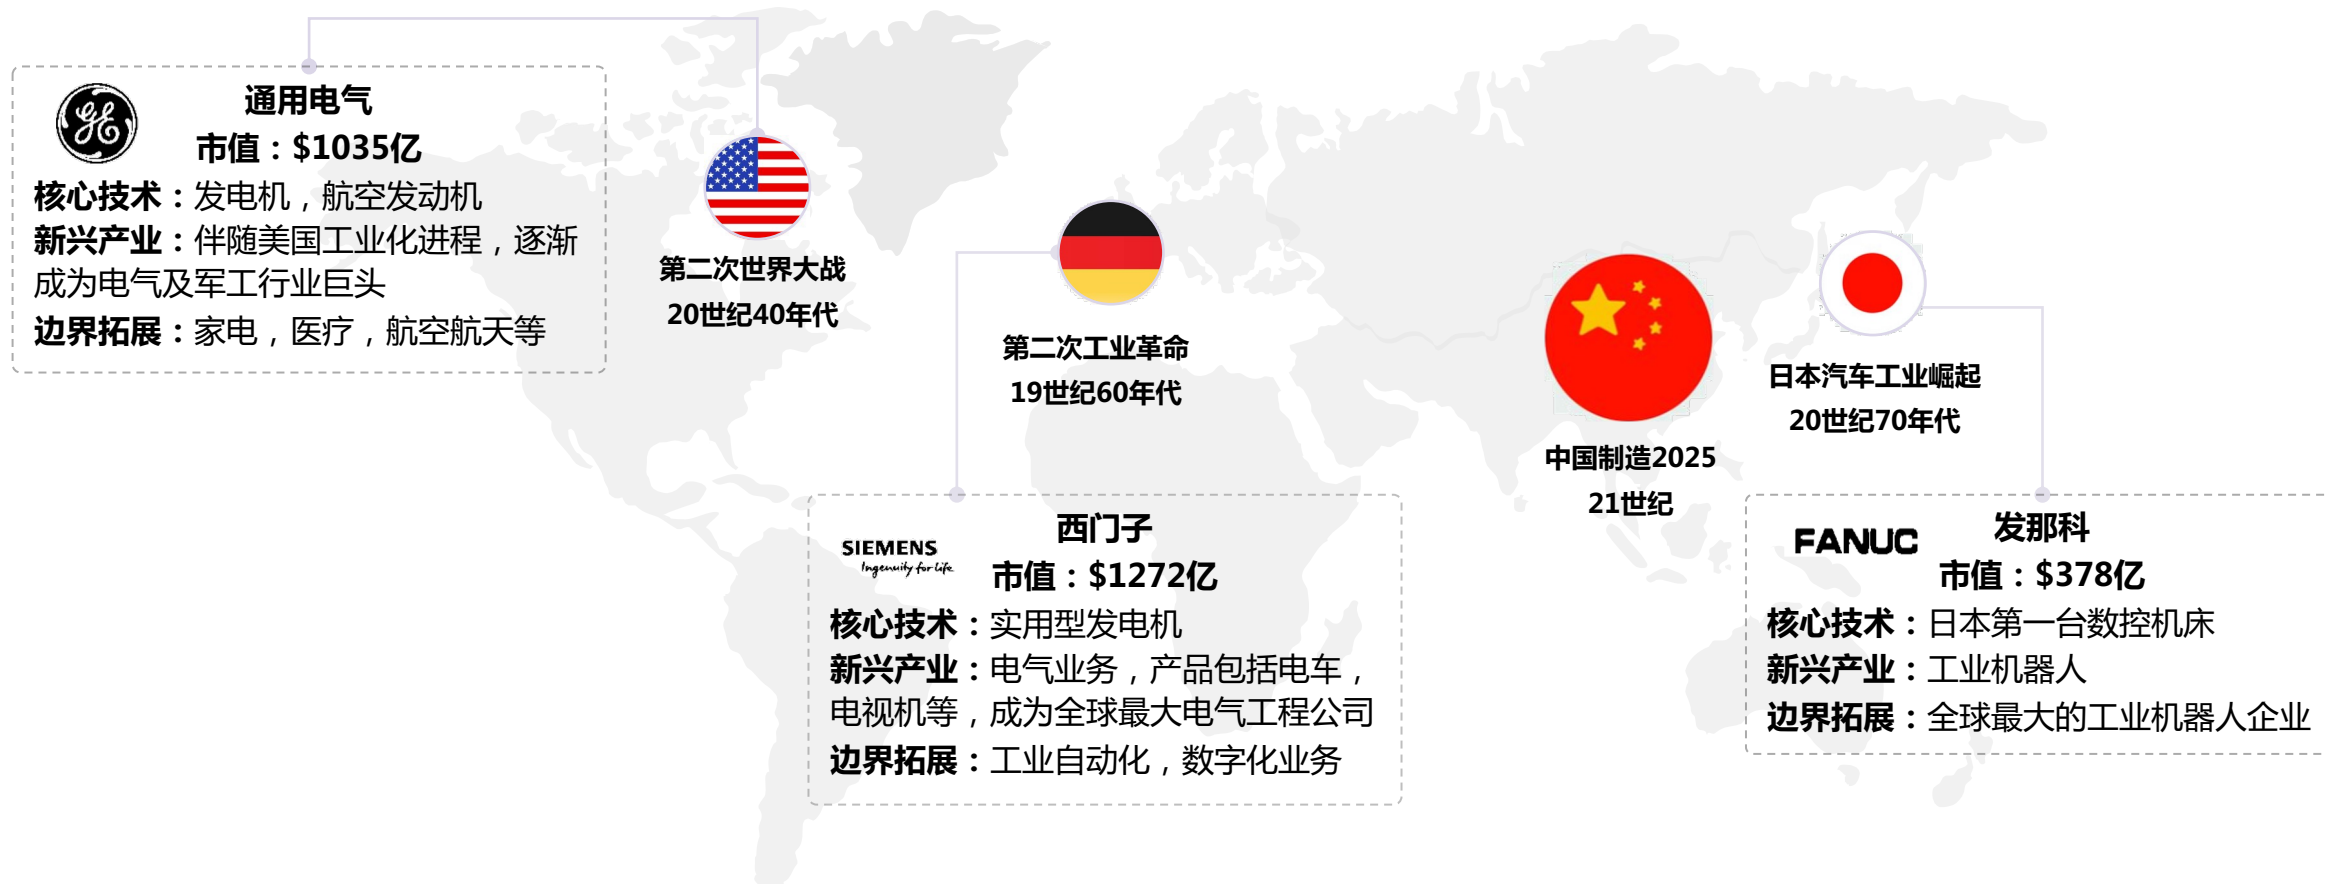 通用电气
市值：$1035亿
核心技术：发电机，航空发动机
新兴产业：伴随美国工业化进程，逐渐
成为电气及军工行业巨头
边界拓展：家电，医疗，航空航天等
第二次世界大战
20世纪40年代
第二次工业革命
19世纪60年代
中国制造2025
21世纪
日本汽车工业崛起
20世纪70年代
SIEMENS
Ingenuity for life
西门子
市值：$1272亿
核心技术：实用型发电机
新兴产业：电气业务，产品包括电车，
电视机等，成为全球最大电气工程公司
边界拓展：工业自动化，数字化业务
FANUC
发那科
市值：$378亿
核心技术：日本第一台数控机床
新兴产业：工业机器人
边界拓展：全球最大的工业机器人企业
GE